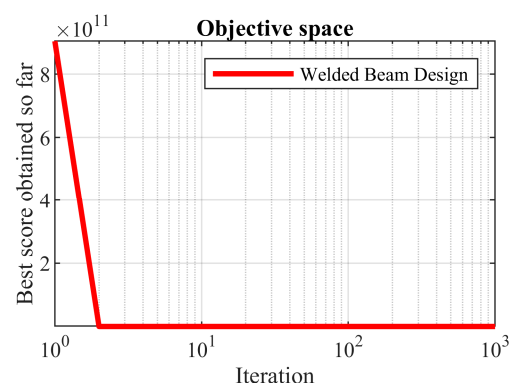 ×10^11
Objective space
Welded Beam Design
Best score obtained so far
8
6
4
2
10^0 10^1 10^2 10^3
Iteration